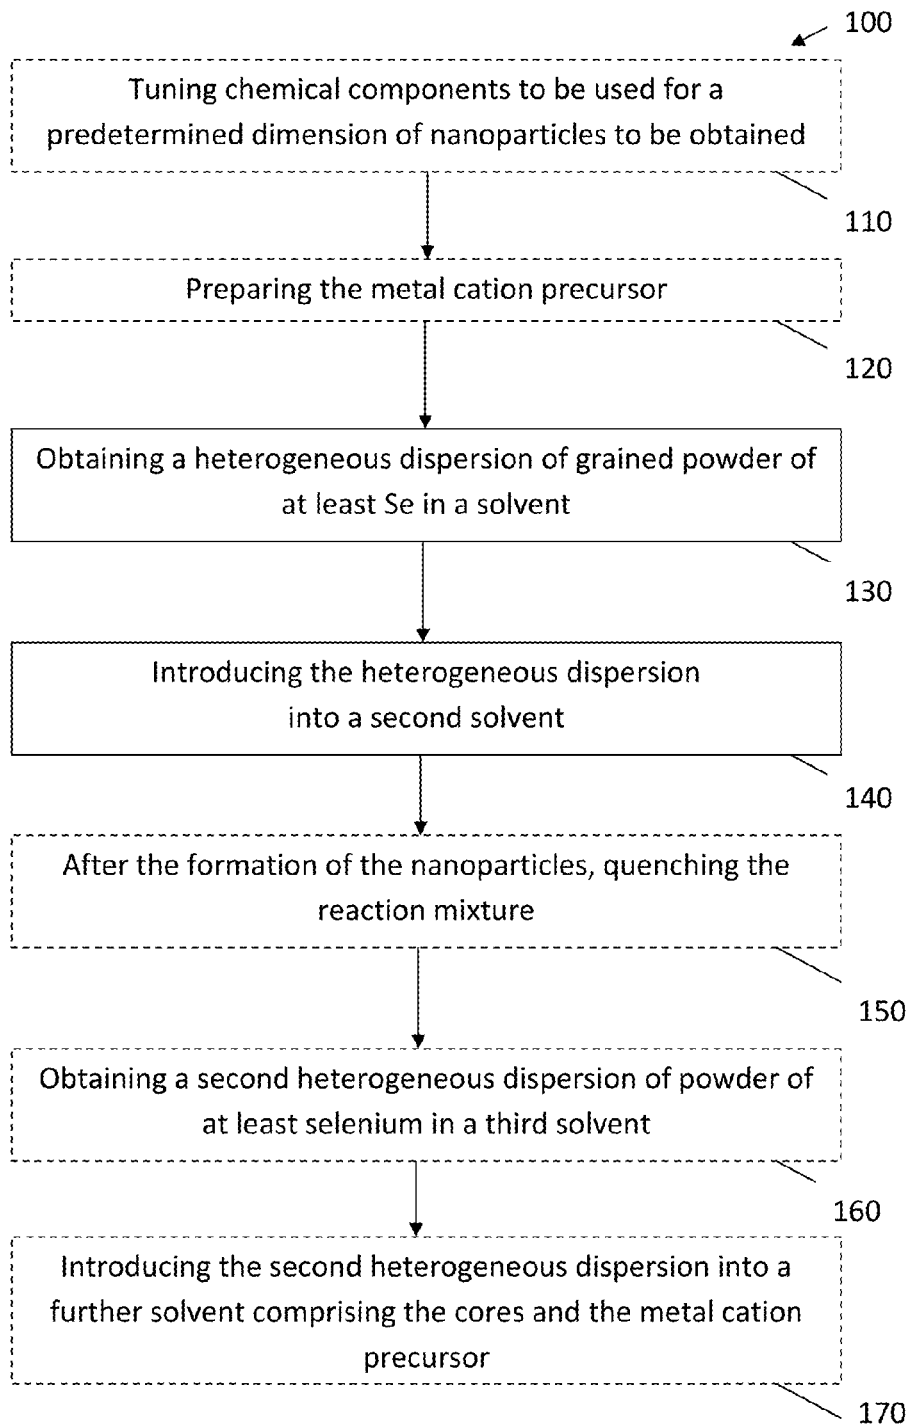 100
Tuning chemical components to be used for a
predetermined dimension of nanoparticles to be obtained
110
Preparing the metal cation precursor
120
Obtaining a heterogeneous dispersion of grained powder of
at least Se in a solvent
130
Introducing the heterogeneous dispersion
into a second solvent
140
After the formation of the nanoparticles, quenching the
reaction mixture
150
Obtaining a second heterogeneous dispersion of powder of
at least selenium in a third solvent
160
Introducing the second heterogeneous dispersion into a
further solvent comprising the cores and the metal cation
precursor
170